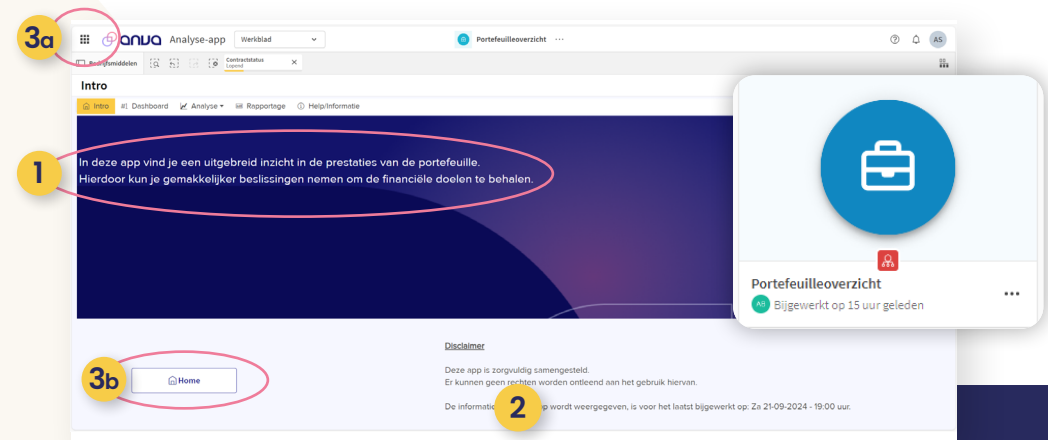 3a
anva Analyse-app Werkblad
Portefeuilleoverzicht ...
AS
Bedrijfsmiddelen
Contractstatus
Lopend
Intro
Intro Dashboard Analyse Rapportage Help/Informatie
1
In deze app vind je een uitgebreid inzicht in de prestaties van de portefeuille.
Hierdoor kun je gemakkelijker beslissingen nemen om de financiële doelen te behalen.
Portefeuilleoverzicht
AS Bijgewerkt op 15 uur geleden
3b
Home
Disclaimer
Deze app is zorgvuldig samengesteld.
Er kunnen geen rechten worden ontleend aan het gebruik hiervan.
2
De informatie wordt weergegeven, is voor het laatst bijgewerkt op: Za 21-09-2024 - 19:00 uur.